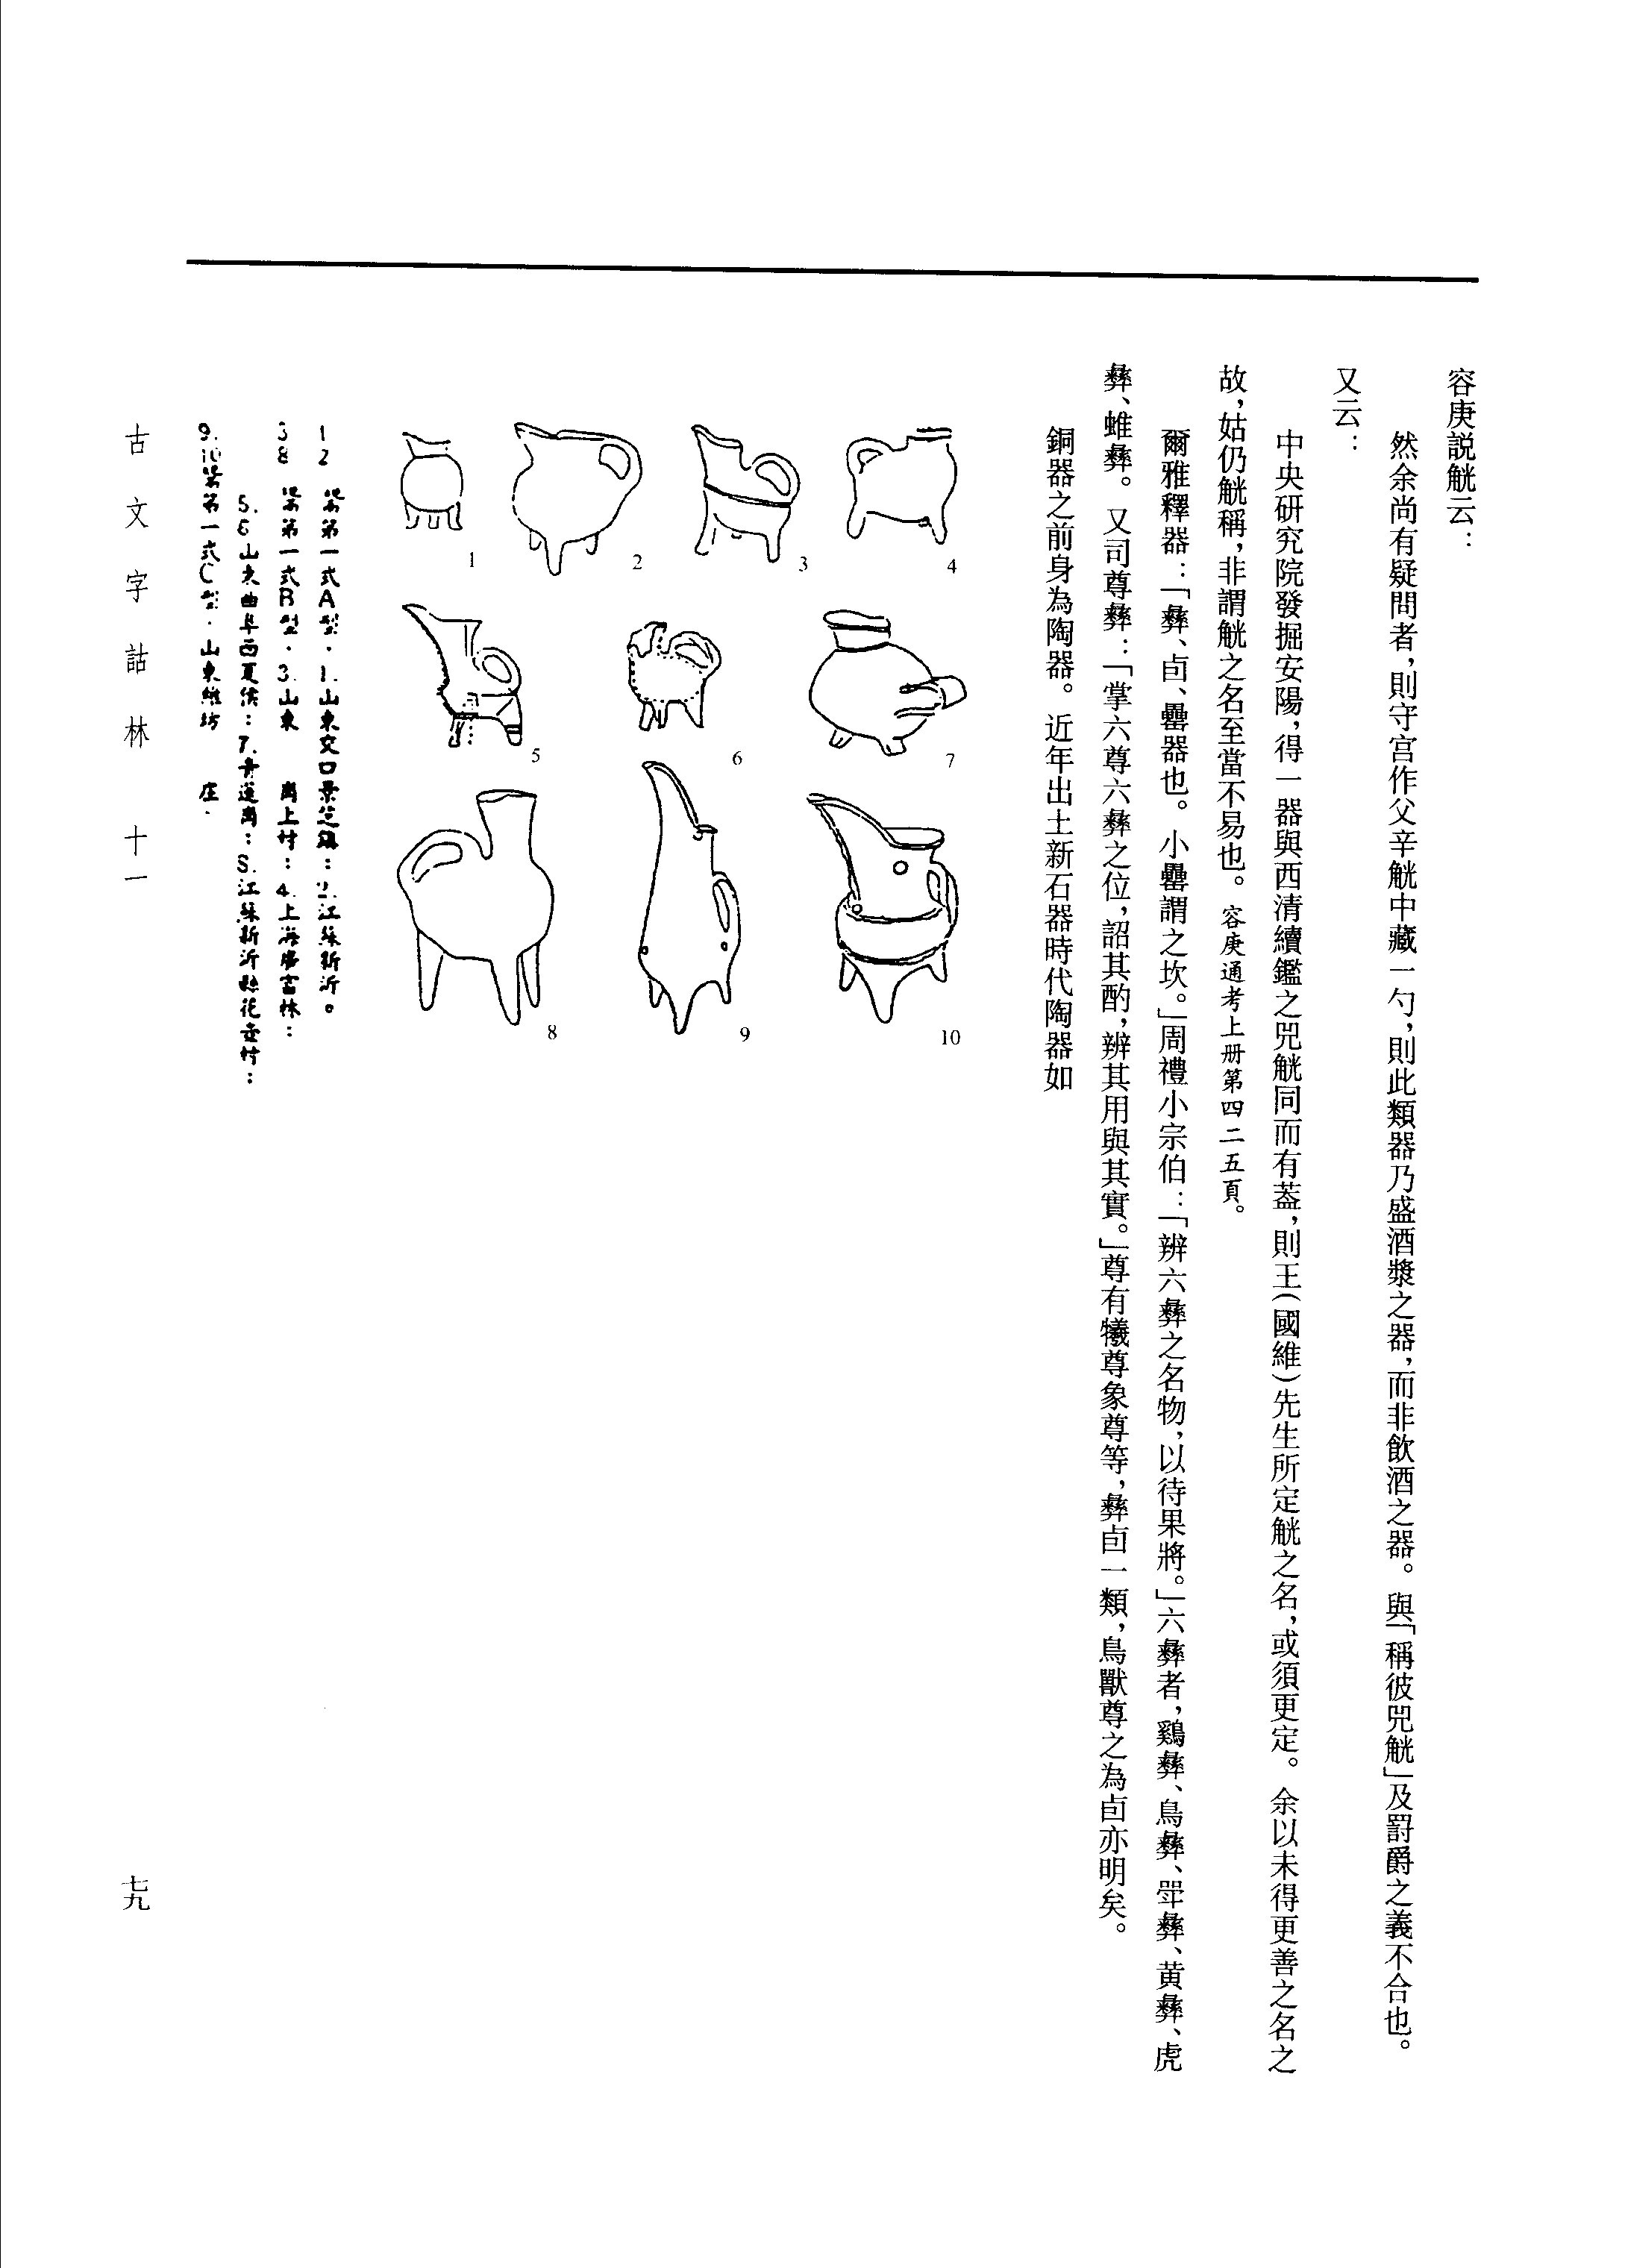 容庚説觥云：
然余尚有疑問者，則守宫作父辛觥中藏一勺，則此類器乃盛酒漿之器，而非飲酒之器。與「稱彼兕觥」及罸爵之義不合也。
又云：
中央研究院發掘安陽，得一器與西清續鑑之兕觥同而有蓋，則王（國維）先生所定觥之名，或須更定。余以未得更善之名之
故，姑仍觥稱，非謂觥之名至當不易也。容庚通考上册第四二五頁。
爾雅釋器：「彝、卣、罍器也。小罍謂之坎。」周禮小宗伯：「辨六彝之名物，以待果將。」六彝者，鷄彝、鳥彝、斝彝、黄彝、虎
彝、蜼彝。又司尊彝：「掌六尊六彝之位，詔其酌，辨其用與其實。」尊有犧尊象尊等，彝卣一類，鳥獸尊之為卣亦明矣。
銅器之前身為陶器。近年出土新石器時代陶器如
1
2
3
4
5
6
7
8
9
10
1 2 第一式A型．1.山東交口景芝鎮：2.江蘇新沂。
3 8 第一式B型．3.山東 崗上村：4.上海廣富林：
5.6山東曲阜西夏侯：7.青蓮崗：8.江蘇新沂縣花廳村：
9.10第一式C型．山東濰坊 庄．
古文字詁林 十一
七九